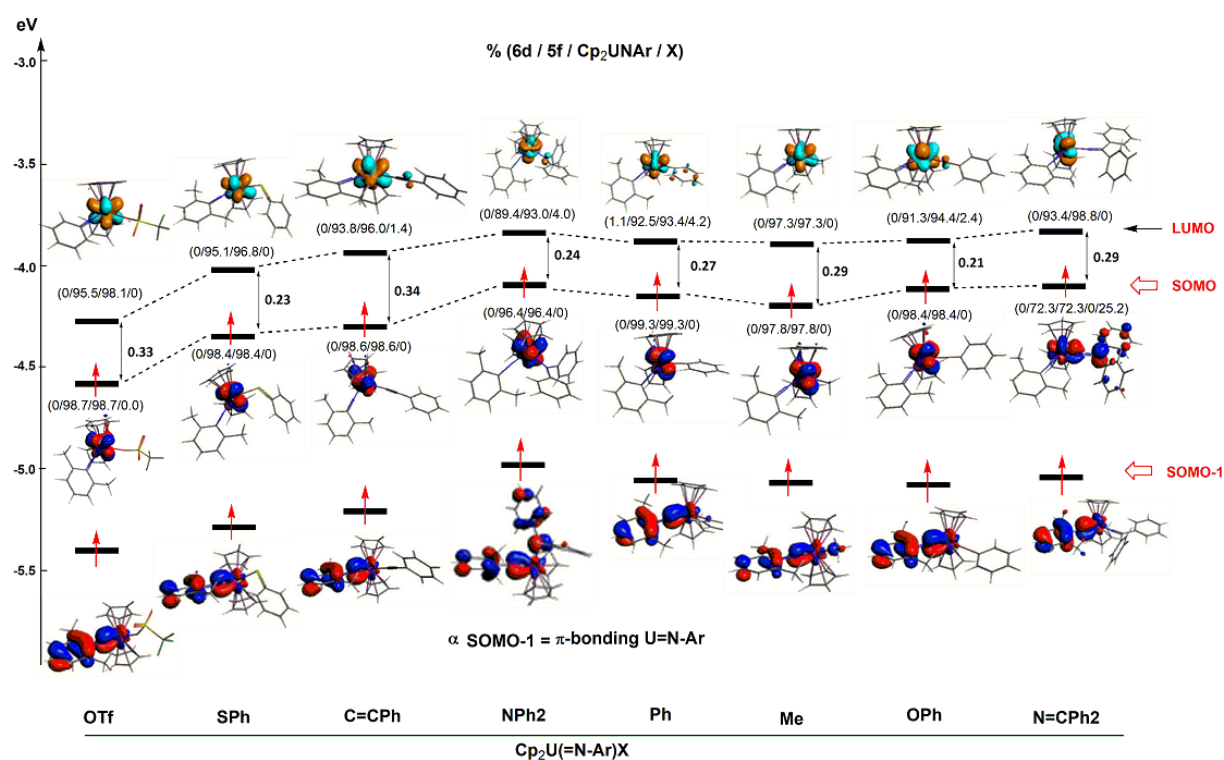 eV
% (6d / 5f / Cp2UNAr / X)
-3.0
-3.5
-4.0
-4.5
-5.0
-5.5
(0/95.5/98.1/0)
(0/95.1/96.8/0)
(0/93.8/96.0/1.4)
(0/89.4/93.0/4.0)
(1.1/92.5/93.4/4.2)
(0/97.3/97.3/0)
(0/91.3/94.4/2.4)
(0/93.4/98.8/0)
LUMO
0.33
0.23
0.34
0.24
0.27
0.29
0.21
0.29
SOMO
(0/98.7/98.7/0.0)
(0/98.4/98.4/0)
(0/98.6/98.6/0)
(0/96.4/96.4/0)
(0/99.3/99.3/0)
(0/97.8/97.8/0)
(0/98.4/98.4/0)
(0/72.3/72.3/0/25.2)
SOMO-1
α SOMO-1 = π-bonding U=N-Ar
OTf
SPh
C=CPh
NPh2
Ph
Me
OPh
N=CPh2
Cp2U(=N-Ar)X